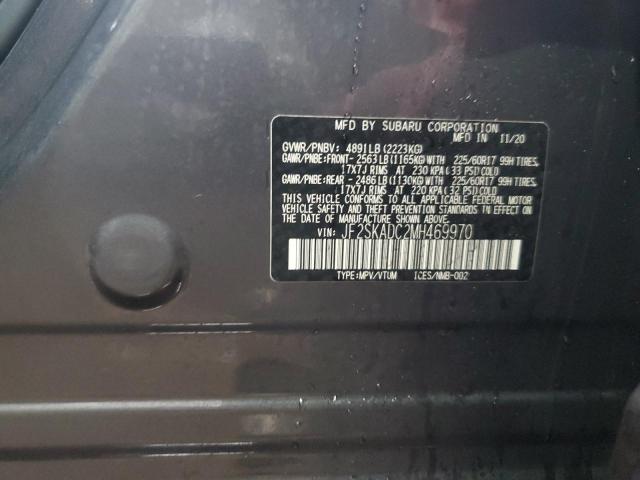 MFD BY SUBARU CORPORATION
MFD IN 11/20
GVWR/PNBV: 4891LB (2223KG)
GAWR/PNBE:FRONT- 2563LB(1165KG)WITH 225/60R17 99H TIRES,
17X7J RIMS AT 230 KPA(33 PSI)COLD
GAWR/PNBE:REAR -2486LB(1130KG)WITH 225/60R17 99H TIRES,
17X7J RIMS AT 220 KPA(32 PSI)COLD
THIS VEHICLE CONFORMS TO ALL APPLICABLE FEDERAL MOTOR
VEHICLE SAFETY AND THEFT PREVENTION STANDARDS IN EFFECT
ON THE DATE OF MANUFACTURE SHOWN ABOVE.
VIN: JF2SKADC2MH469970
TYPE:MPV/VTUM ICES/NMB-002